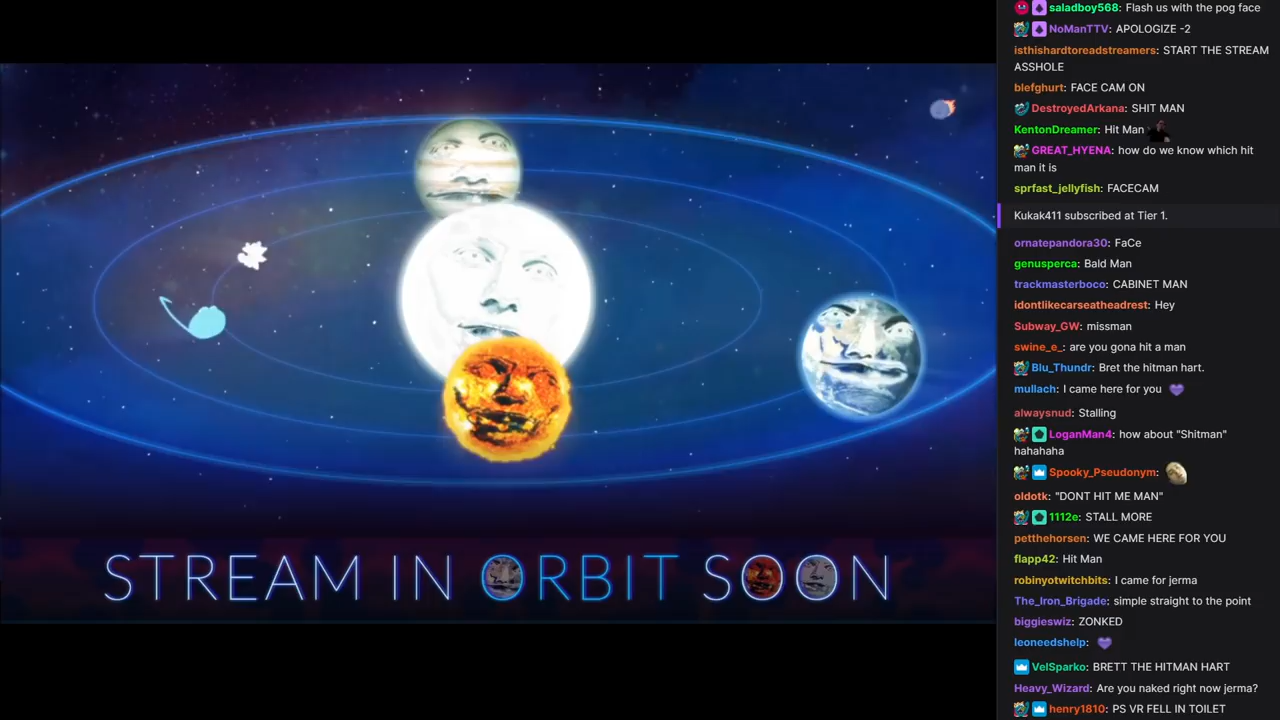 STREAM IN ORBIT SOON
saladboy568: Flash us with the pog face
NoManTTV: APOLOGIZE -2
isthishardtoreadstreamers: START THE STREAM
ASSHOLE
blefghurt: FACE CAM ON
DestroyedArkana: SHIT MAN
KentonDreamer: Hit Man
GREAT_HYENA: how do we know which hit
man it is
sprfast_jellyfish: FACECAM
Kukak411 subscribed at Tier 1.
ornatepandora30: FaCe
genusperca: Bald Man
trackmasterboco: CABINET MAN
idontlikecarseatheadrest: Hey
Subway_GW: missman
swine_e_: are you gona hit a man
Blu_Thundr: Bret the hitman hart.
mullach: I came here for you
alwaysnud: Stalling
LoganMan4: how about "Shitman"
hahahaha
Spooky_Pseudonym:
oldotk: "DONT HIT ME MAN"
1112e: STALL MORE
petthehorsen: WE CAME HERE FOR YOU
flapp42: Hit Man
robinyotwitchbits: I came for jerma
The_Iron_Brigade: simple straight to the point
biggieswiz: ZONKED
leoneedshelp:
VelSparko: BRETT THE HITMAN HART
Heavy_Wizard: Are you naked right now jerma?
henry1810: PS VR FELL IN TOILET